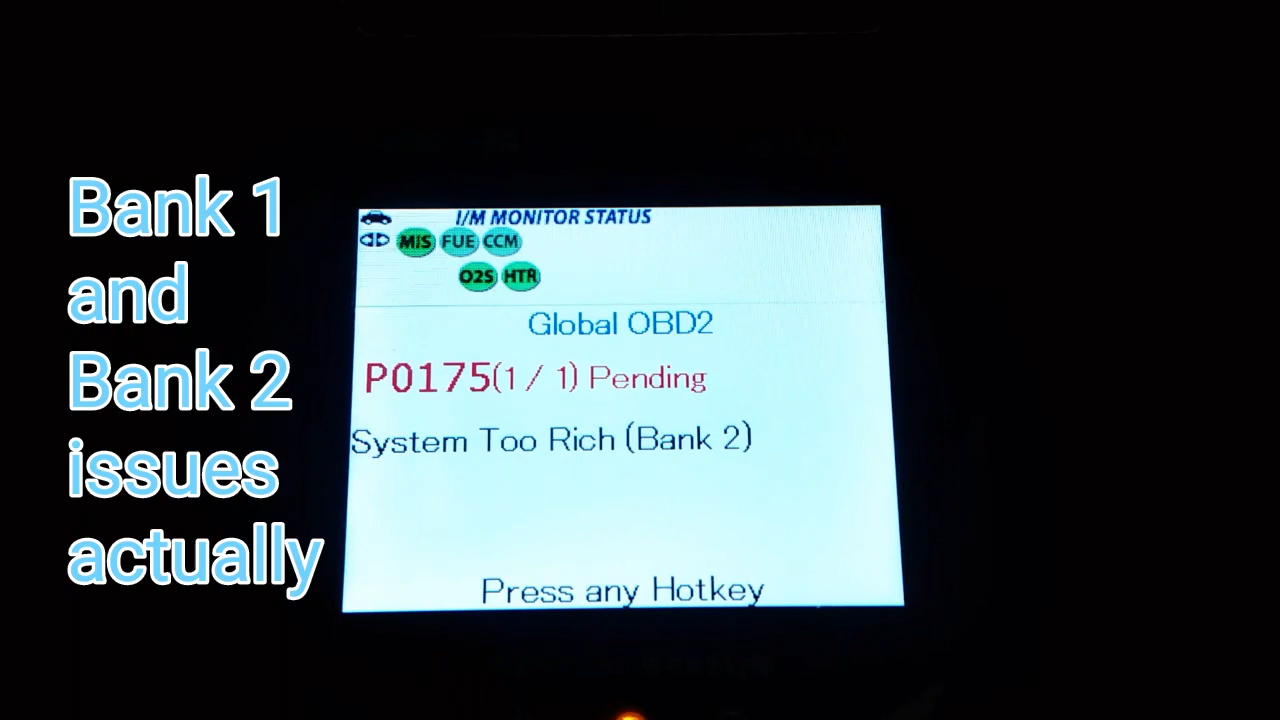 Bank 1
and
Bank 2
issues
actually
I/M MONITOR STATUS
MIS FUE CCM
O2S HTR
Global OBD2
P0175(1 / 1) Pending
System Too Rich (Bank 2)
Press any Hotkey